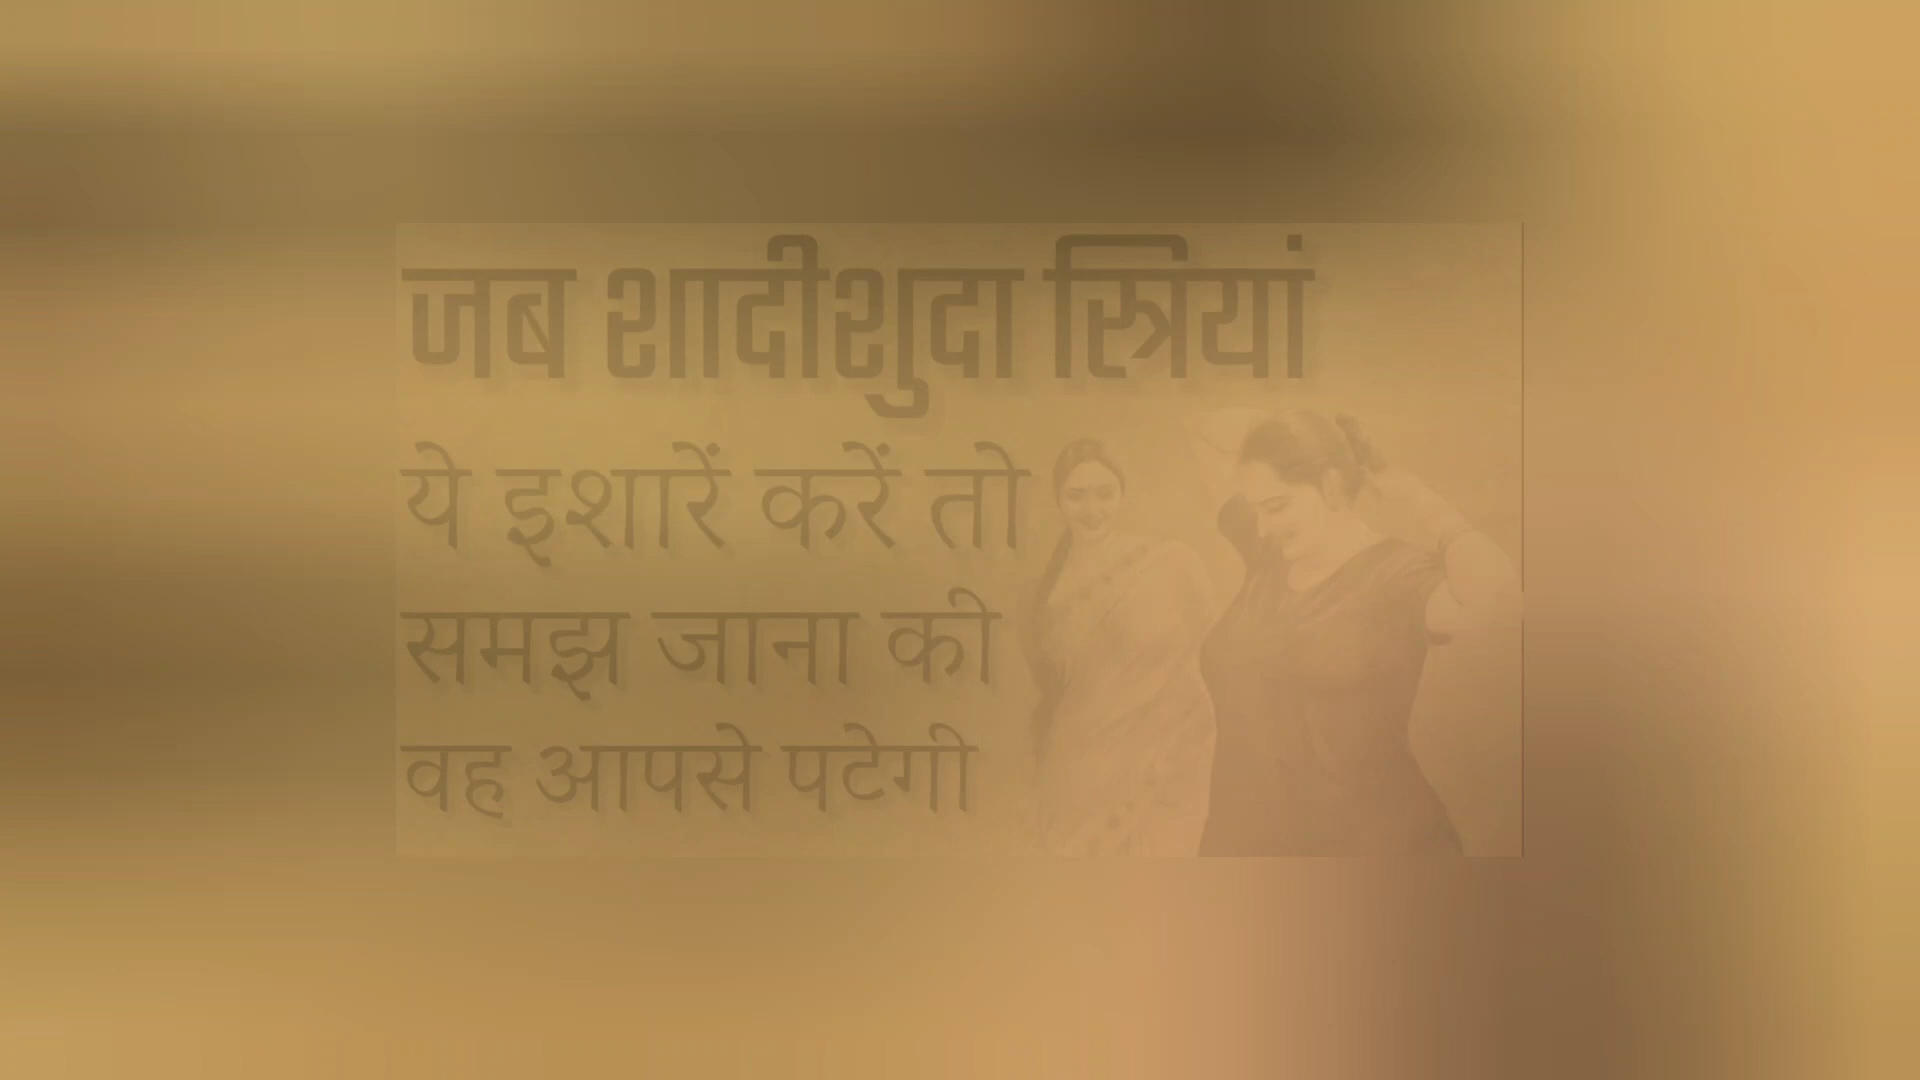 जब शादीशुदा स्त्रियां
ये इशारें करें तो
समझ जाना की
वह आपसे पटेगी